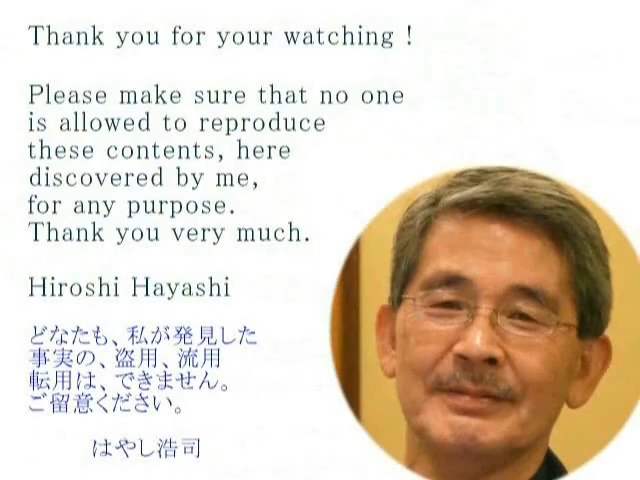 Thank you for your watching !
Please make sure that no one
is allowed to reproduce
these contents, here
discovered by me,
for any purpose.
Thank you very much.
Hiroshi Hayashi
どなたも、私が発見した
事実の、盗用、流用
転用は、できません。
ご留意ください。
はやし浩司